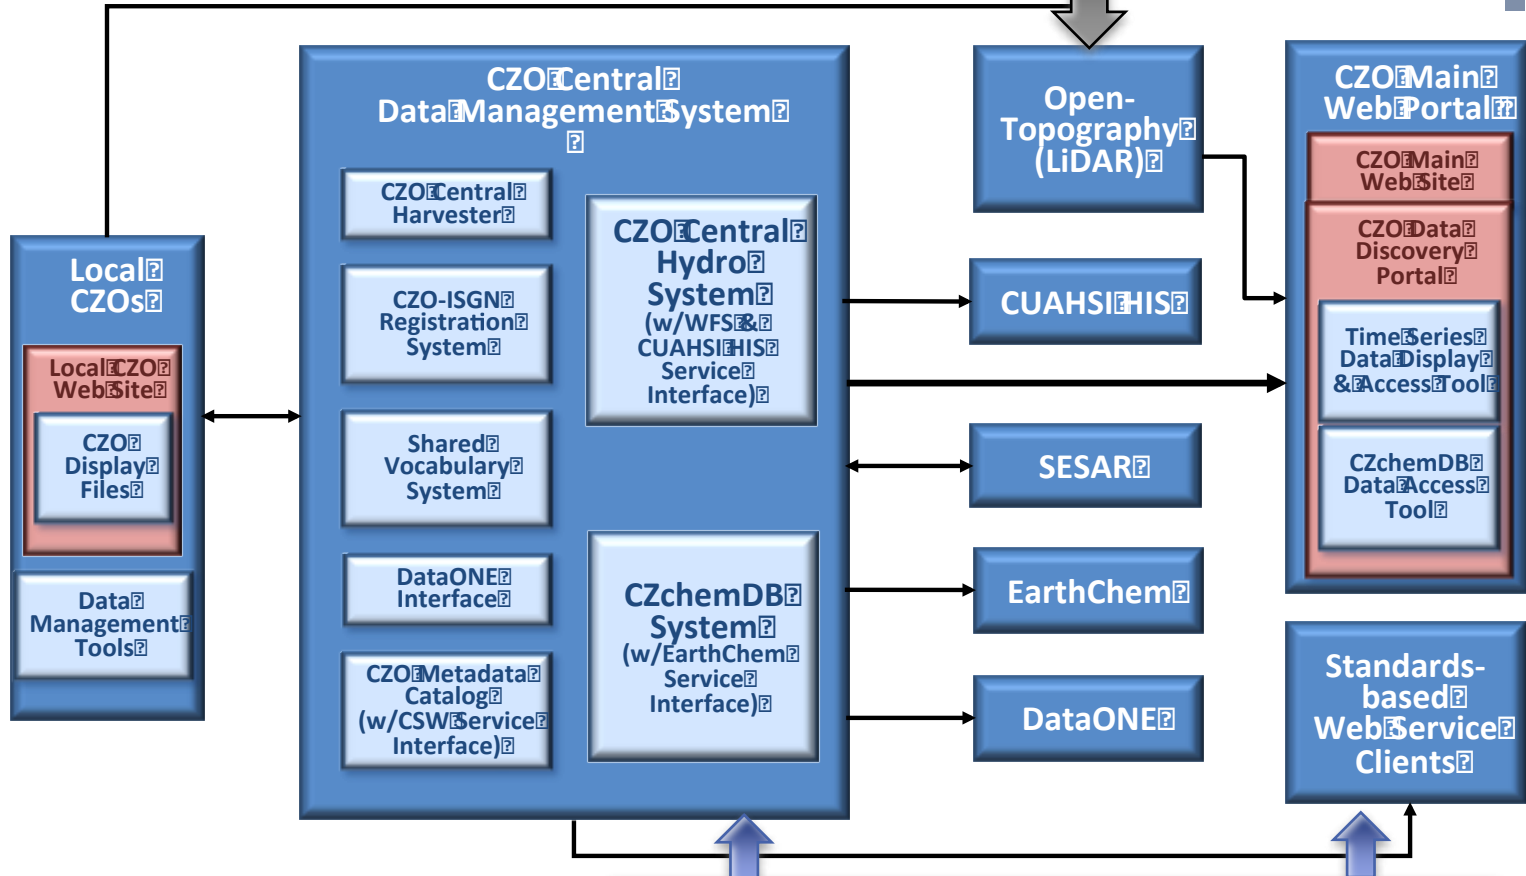 CZO Central
Data Management System
Open-
Topography
(LiDAR)
CZO Main
Web Portal
CZO Main
Web Site
CZO Data
Discovery
Portal
Time Series
Data Display
& Access Tool
CZchemDB
Data Access
Tool
Local
CZOs
Local CZO
Web Site
CZO
Display
Files
Data
Management
Tools
CZO Central
Harvester
CZO-ISGN
Registration
System
Shared
Vocabulary
System
DataONE
Interface
CZO Metadata
Catalog
(w/CSW Service
Interface)
CZO Central
Hydro
System
(w/WFS &
CUAHSI HIS
Service
Interface)
CZchemDB
System
(w/EarthChem
Service
Interface)
CUAHSI HIS
SESAR
EarthChem
DataONE
Standards-
based
Web Service
Clients